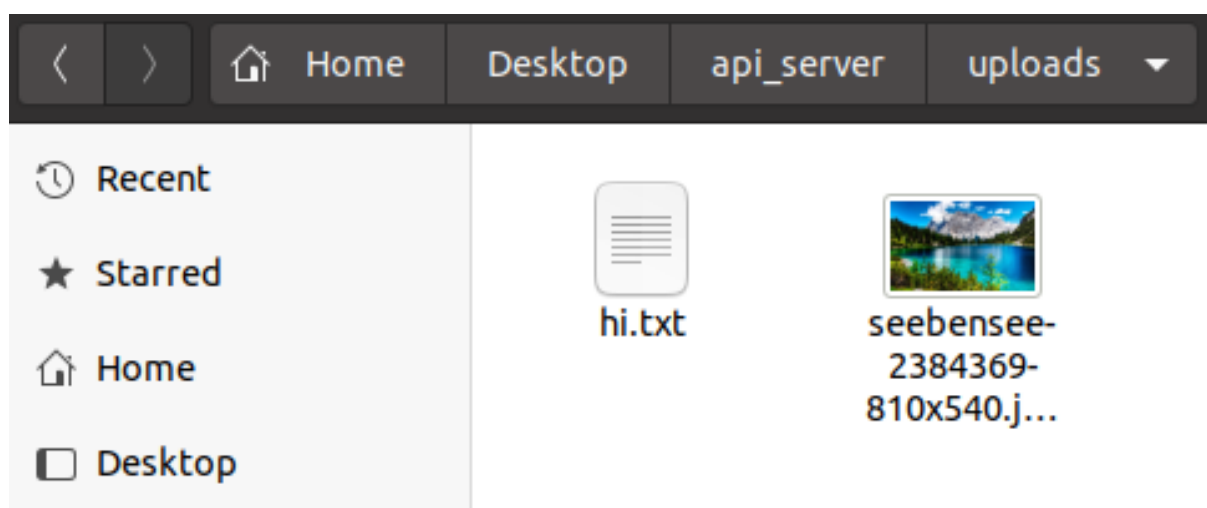 Home Desktop api_server uploads
Recent
Starred
Home
Desktop
hi.txt
seebensee-
2384369-
810x540.j...